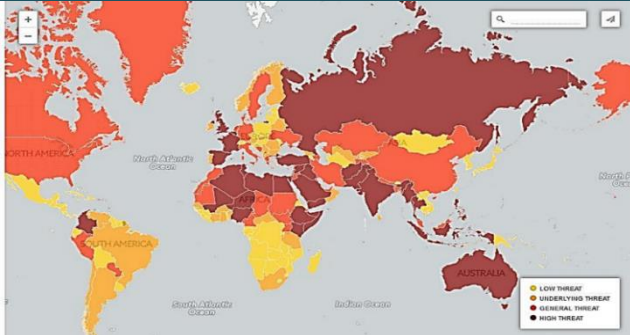 +
−
NORTH AMERICA
North Atlantic
Ocean
ASIA
AFRICA
SOUTH AMERICA
AUSTRALIA
South Atlantic
Ocean
Indian Ocean
LOW THREAT
UNDERLYING THREAT
GENERAL THREAT
HIGH THREAT